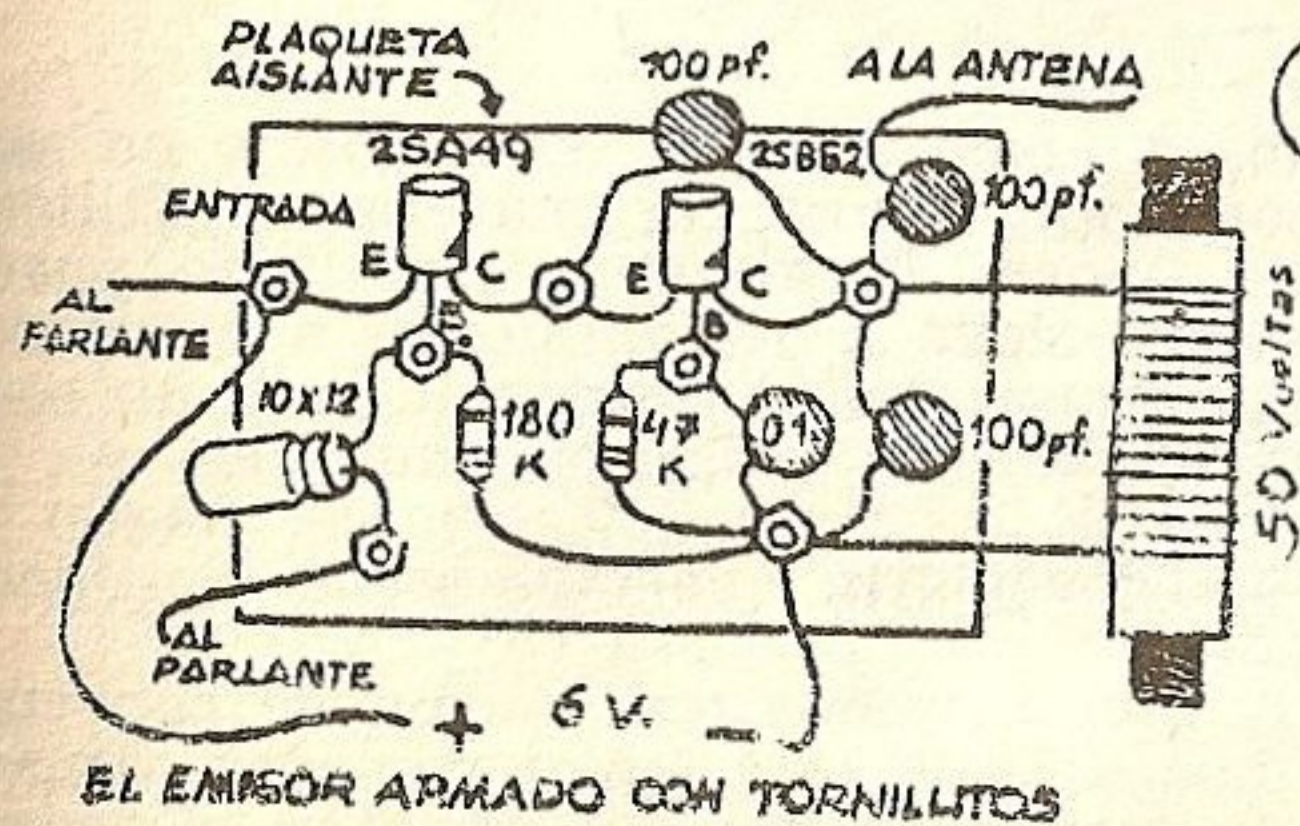 PLAQUETA
AISLANTE
100 pf.
A LA ANTENA
2SA49
2SB62
100 pf.
ENTRADA
E
C
E
C
AL
PARLANTE
B.
B
10 x 12
180
K
47
K
01.
100 pf.
50 Vueltas
AL
PARLANTE
+ 6 V. -
EL EMISOR ARMADO CON TORNILLITOS